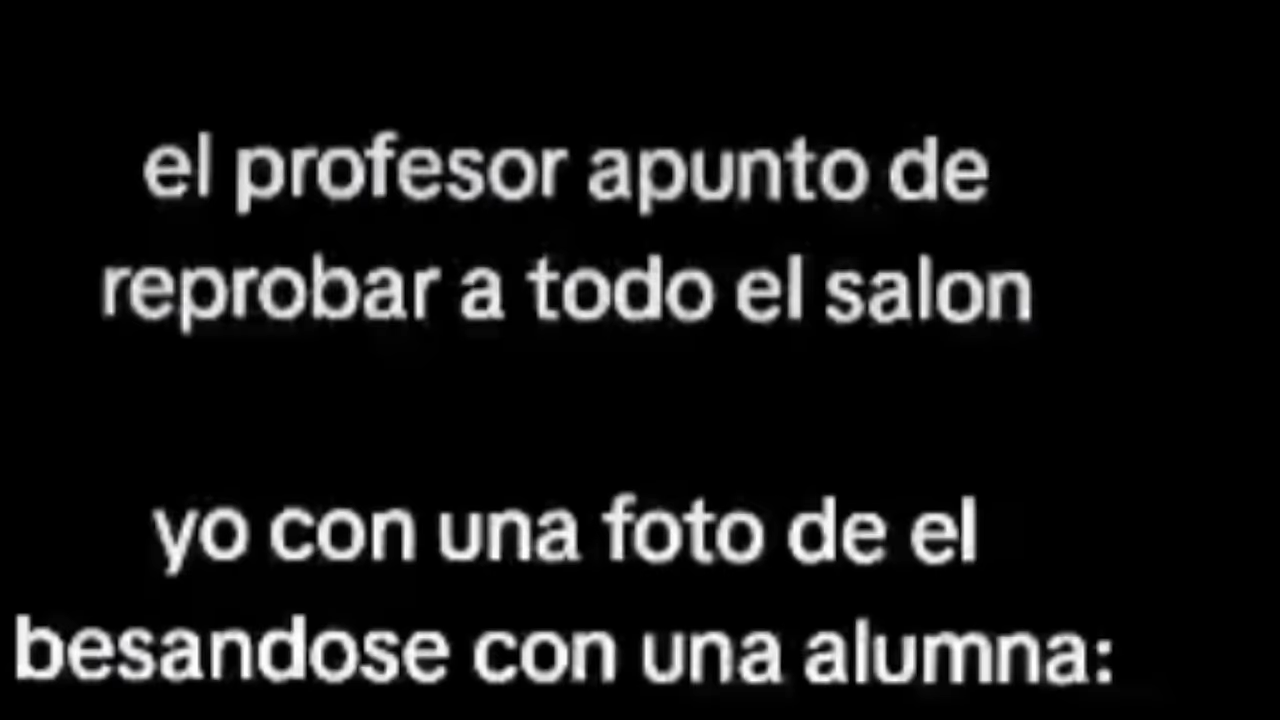 el profesor apunto de
reprobar a todo el salon
yo con una foto de el
besandose con una alumna: